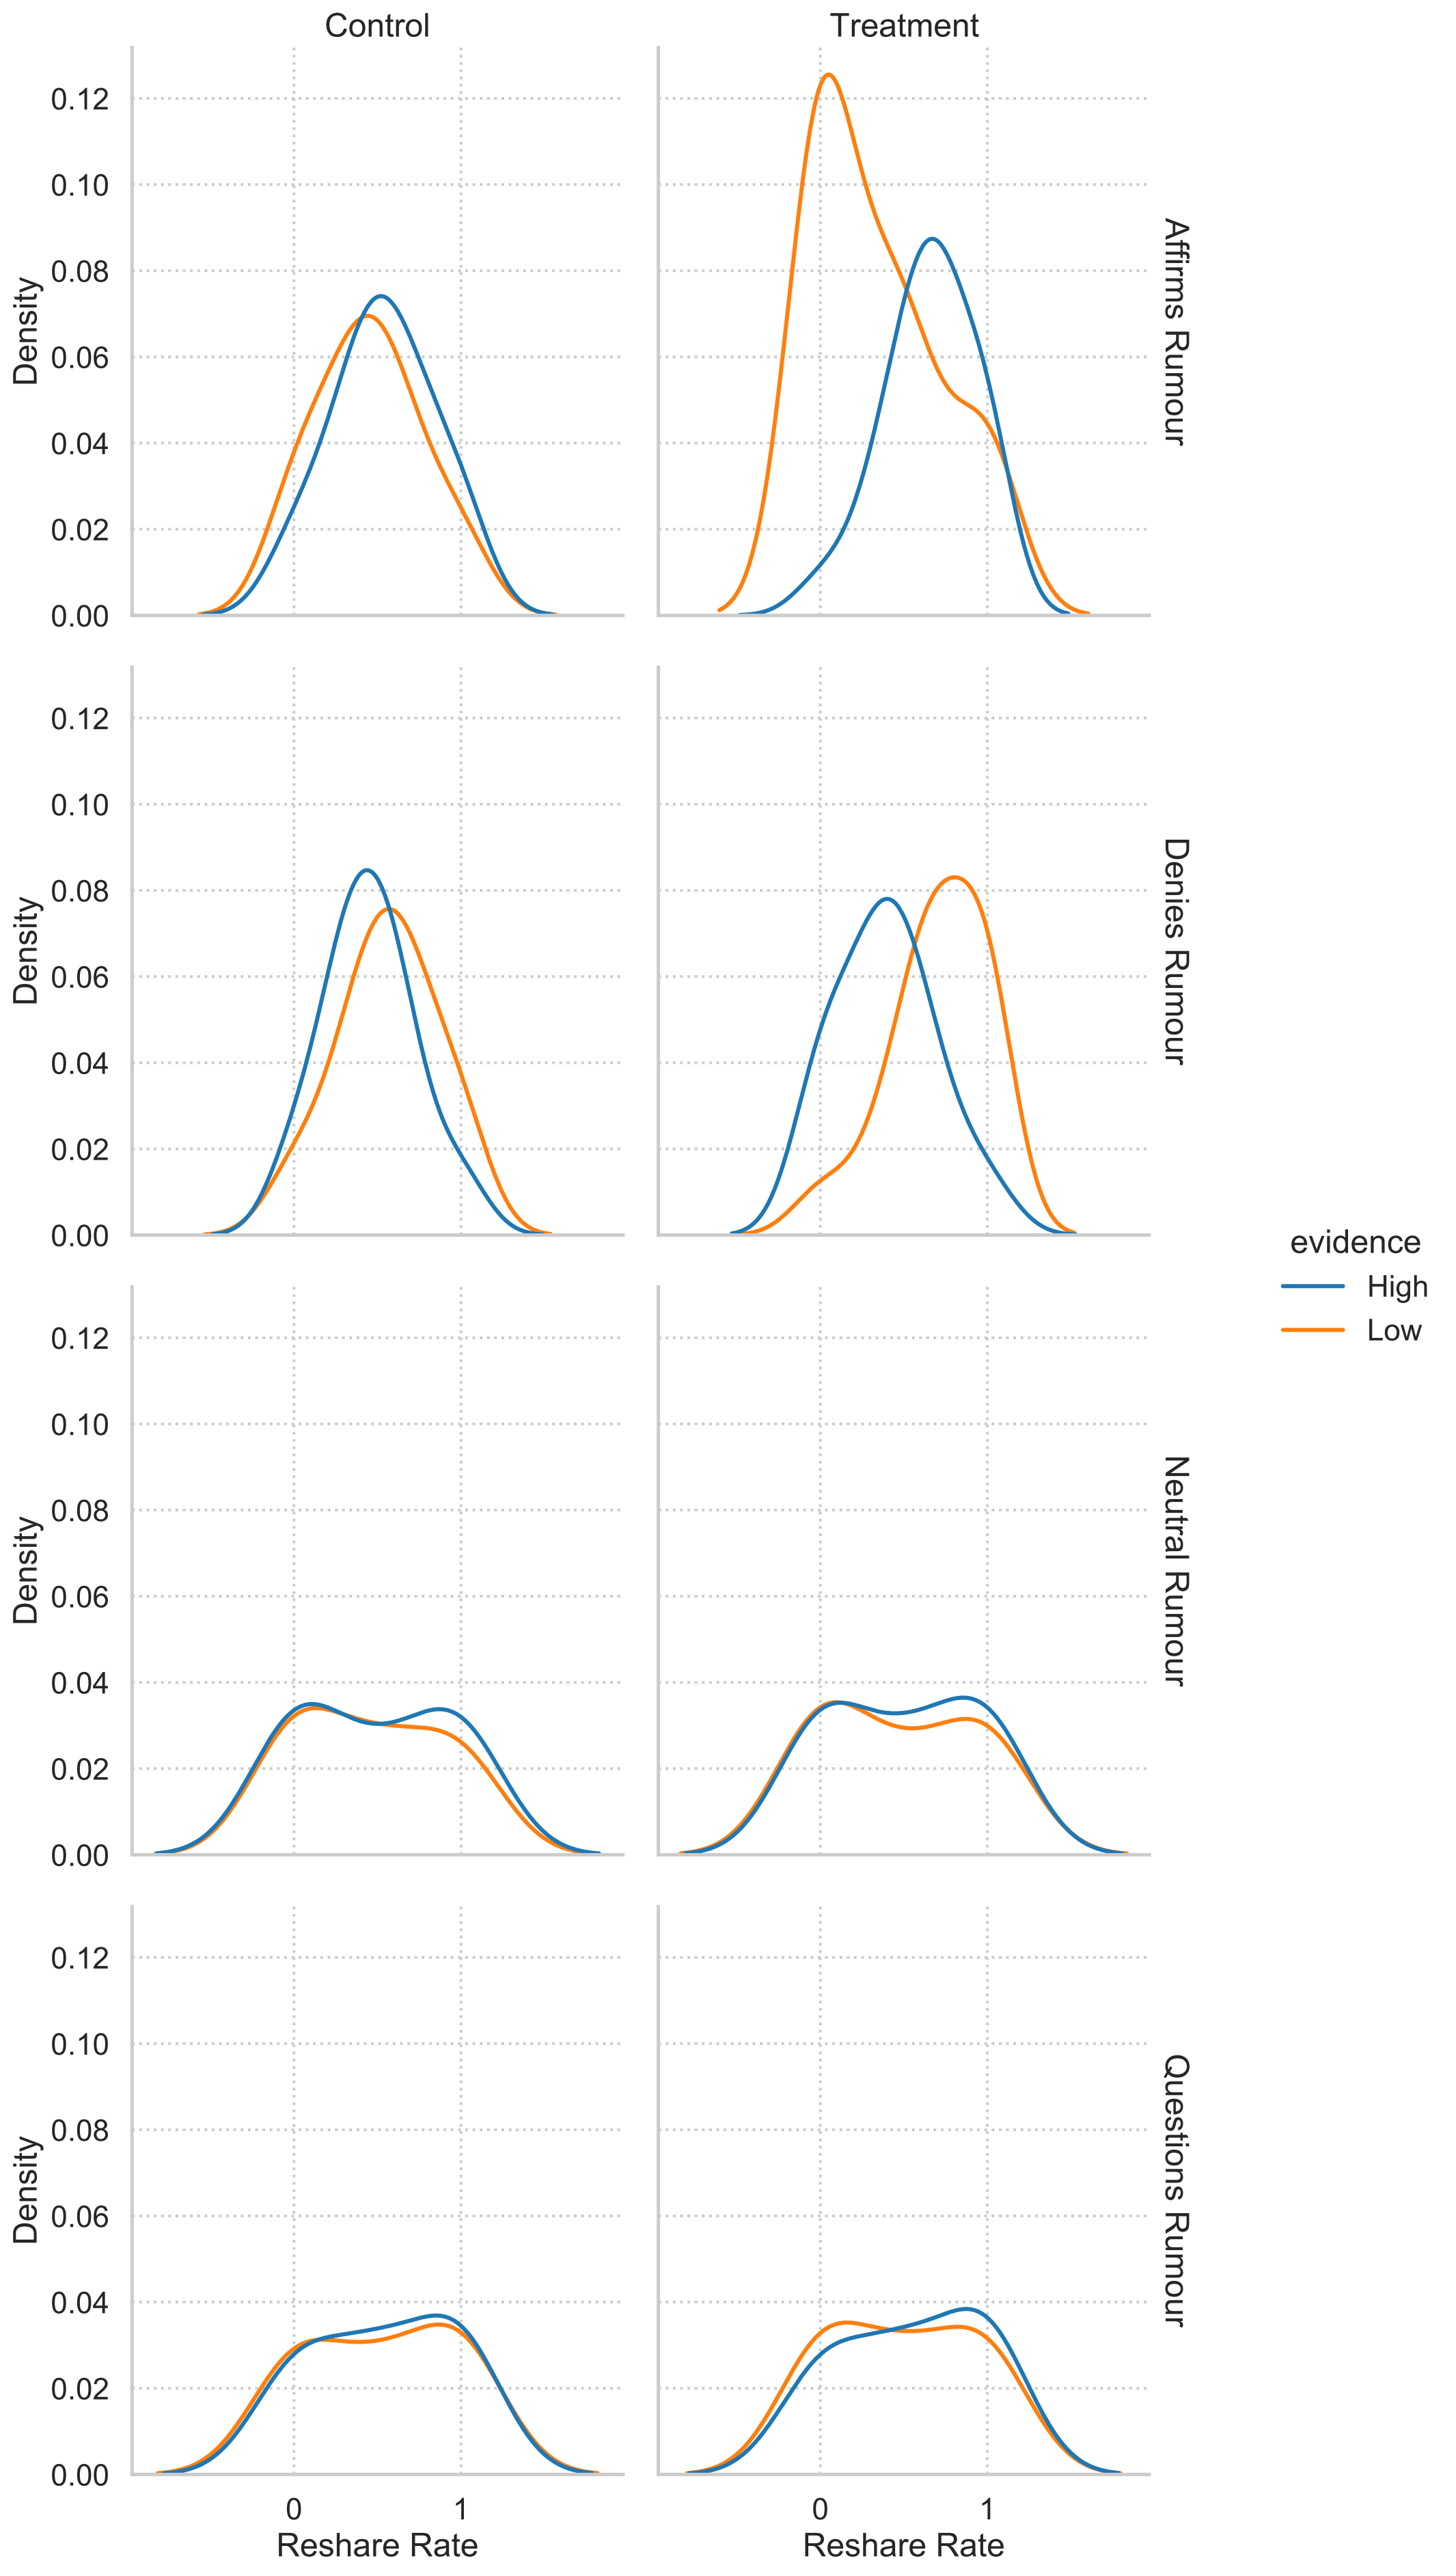 Control
Treatment
0.12
0.10
0.08
0.06
0.04
0.02
0.00
Density
Affirms Rumour
0.12
0.10
0.08
0.06
0.04
0.02
0.00
Density
Denies Rumour
evidence
High
Low
0.12
0.10
0.08
0.06
0.04
0.02
0.00
Density
Neutral Rumour
0.12
0.10
0.08
0.06
0.04
0.02
0.00
Density
Questions Rumour
0 1
0 1
Reshare Rate
Reshare Rate